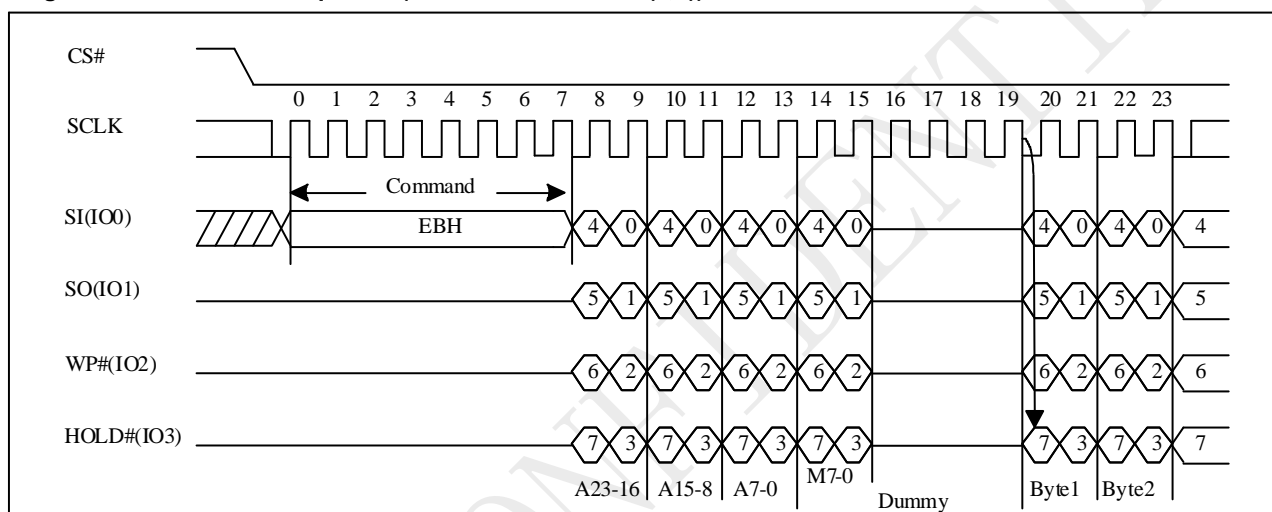 CS#
0 1 2 3 4 5 6 7 8 9 10 11 12 13 14 15 16 17 18 19 20 21 22 23
SCLK
Command
SI(IO0) EBH 4 0 4 0 4 0 4 0 4 0 4 0 4
SO(IO1) 5 1 5 1 5 1 5 1 5 1 5 1 5
WP#(IO2) 6 2 6 2 6 2 6 2 6 2 6 2 6
HOLD#(IO3) 7 3 7 3 7 3 7 3 7 3 7 3 7
A23-16 A15-8 A7-0 M7-0 Dummy Byte1 Byte2